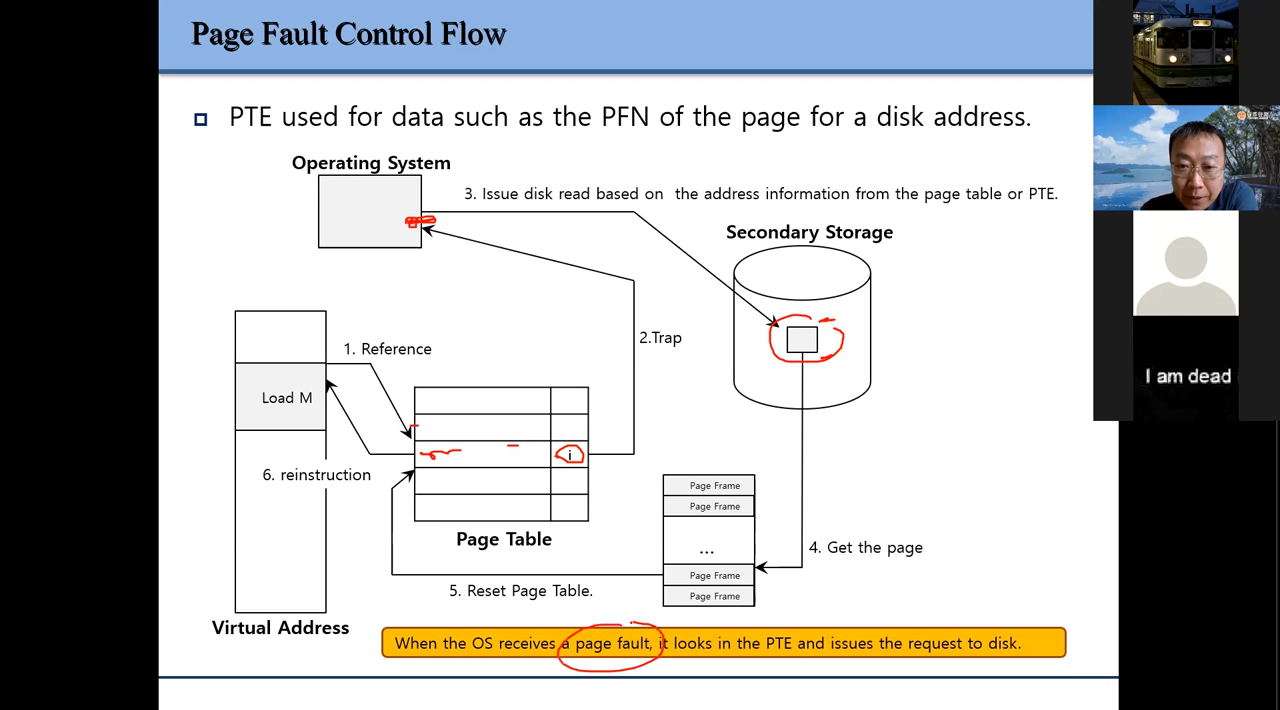 Page Fault Control Flow
PTE used for data such as the PFN of the page for a disk address.
Operating System
3. Issue disk read based on the address information from the page table or PTE.
Secondary Storage
2.Trap
1. Reference
Load M
i
6. reinstruction
Page Table
Page Frame
Page Frame
...
Page Frame
Page Frame
4. Get the page
5. Reset Page Table.
Virtual Address
When the OS receives a page fault, it looks in the PTE and issues the request to disk.
I am dead